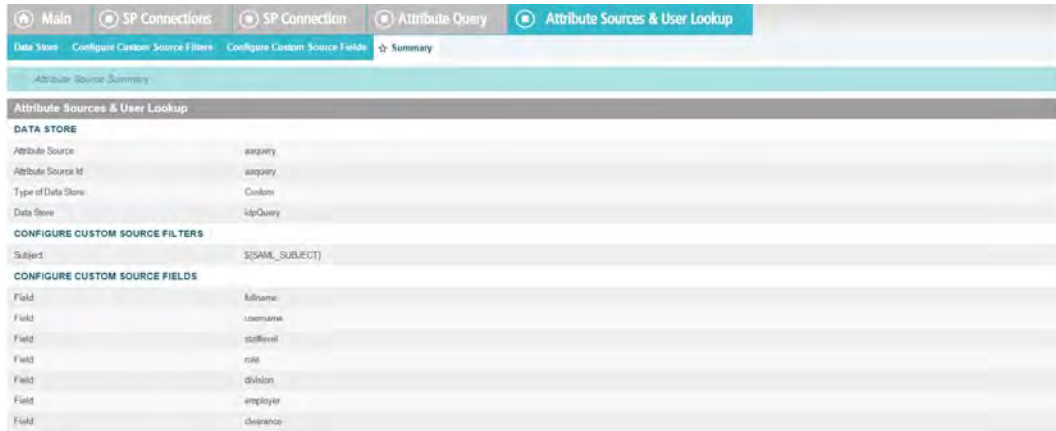 Main SP Connections SP Connection Attribute Query Attribute Sources & User Lookup
Data Store Configure Custom Source Filters Configure Custom Source Fields Summary
Attribute Source Summary
Attribute Sources & User Lookup
DATA STORE
Attribute Source aaquery
Attribute Source Id aaquery
Type of Data Store Custom
Data Store idpQuery
CONFIGURE CUSTOM SOURCE FILTERS
Subject ${SAML_SUBJECT}
CONFIGURE CUSTOM SOURCE FIELDS
Field fullname
Field username
Field stafflevel
Field role
Field division
Field employer
Field clearance